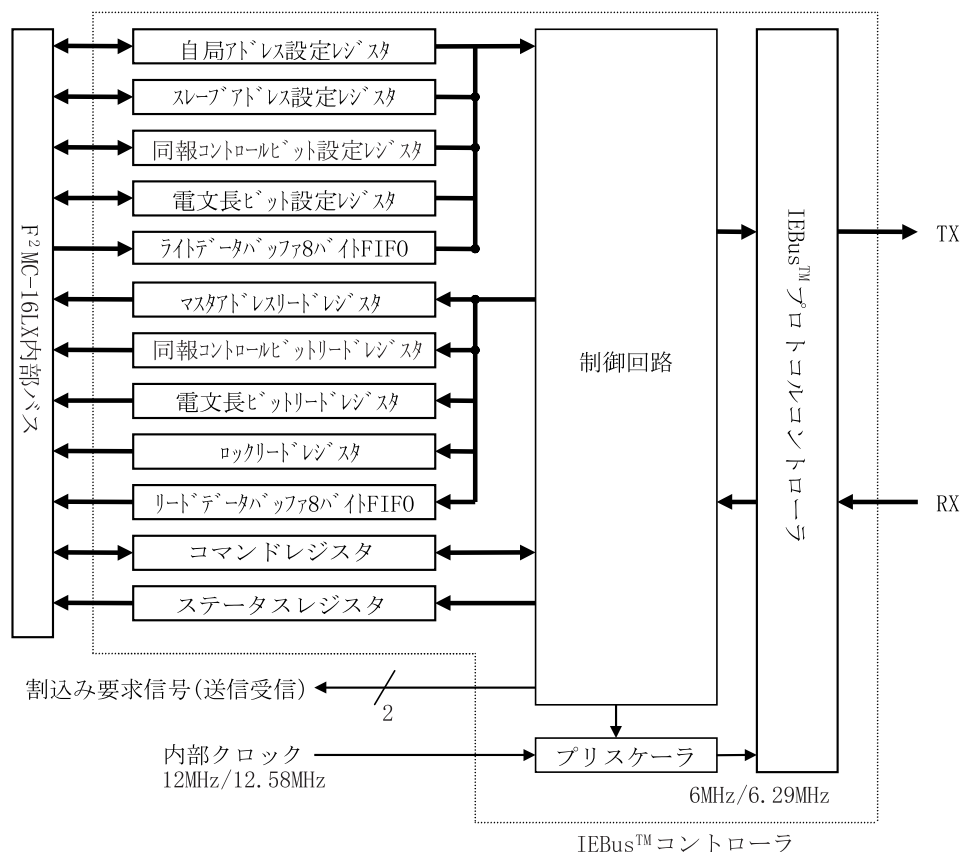 自局アドレス設定レジスタ
スレーブアドレス設定レジスタ
同報コントロールビット設定レジスタ
電文長ビット設定レジスタ
ライトデータバッファ8バイトFIFO
マスタアドレスリードレジスタ
同報コントロールビットリードレジスタ
電文長ビットリードレジスタ
ロックリードレジスタ
リードデータバッファ8バイトFIFO
コマンドレジスタ
ステータスレジスタ
F²MC-16LX内部バス
制御回路
IEBus™プロトコルコントローラ
TX
RX
割込み要求信号(送信受信)
2
内部クロック
12MHz/12.58MHz
プリスケーラ
6MHz/6.29MHz
IEBus™コントローラ